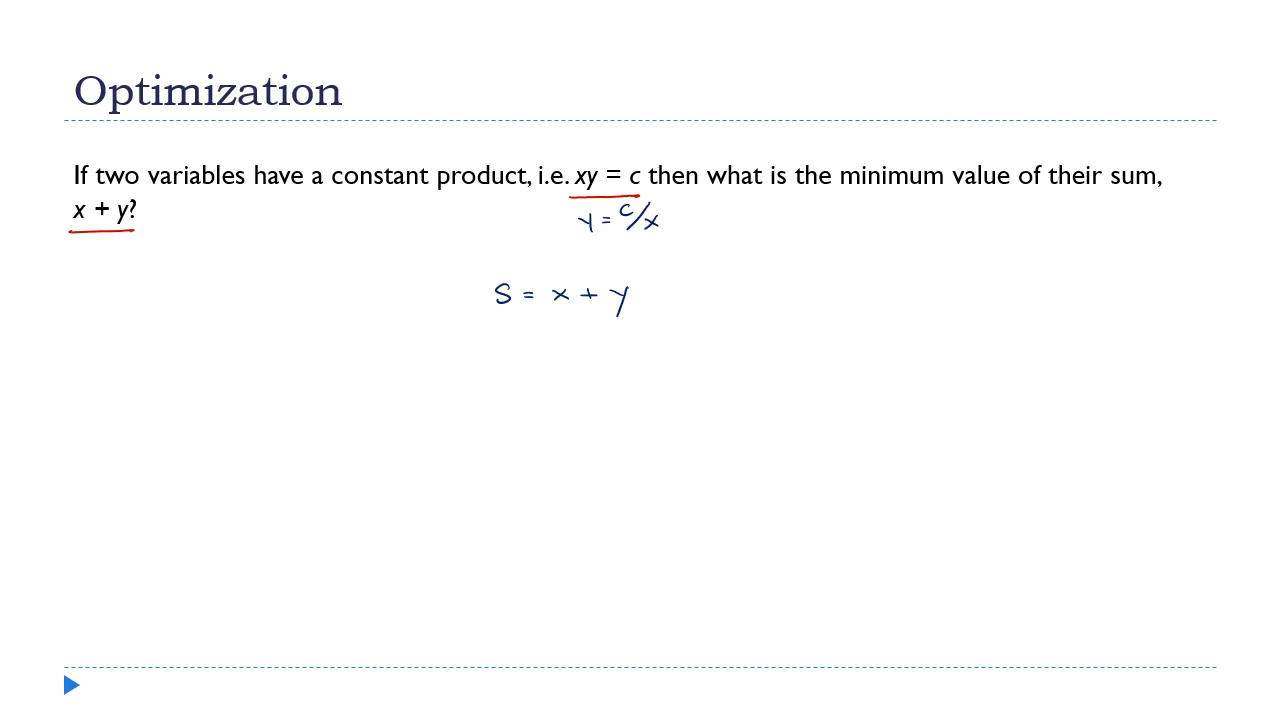 Optimization
If two variables have a constant product, i.e. xy = c then what is the minimum value of their sum,
x + y?
y = c/x
S = x + y